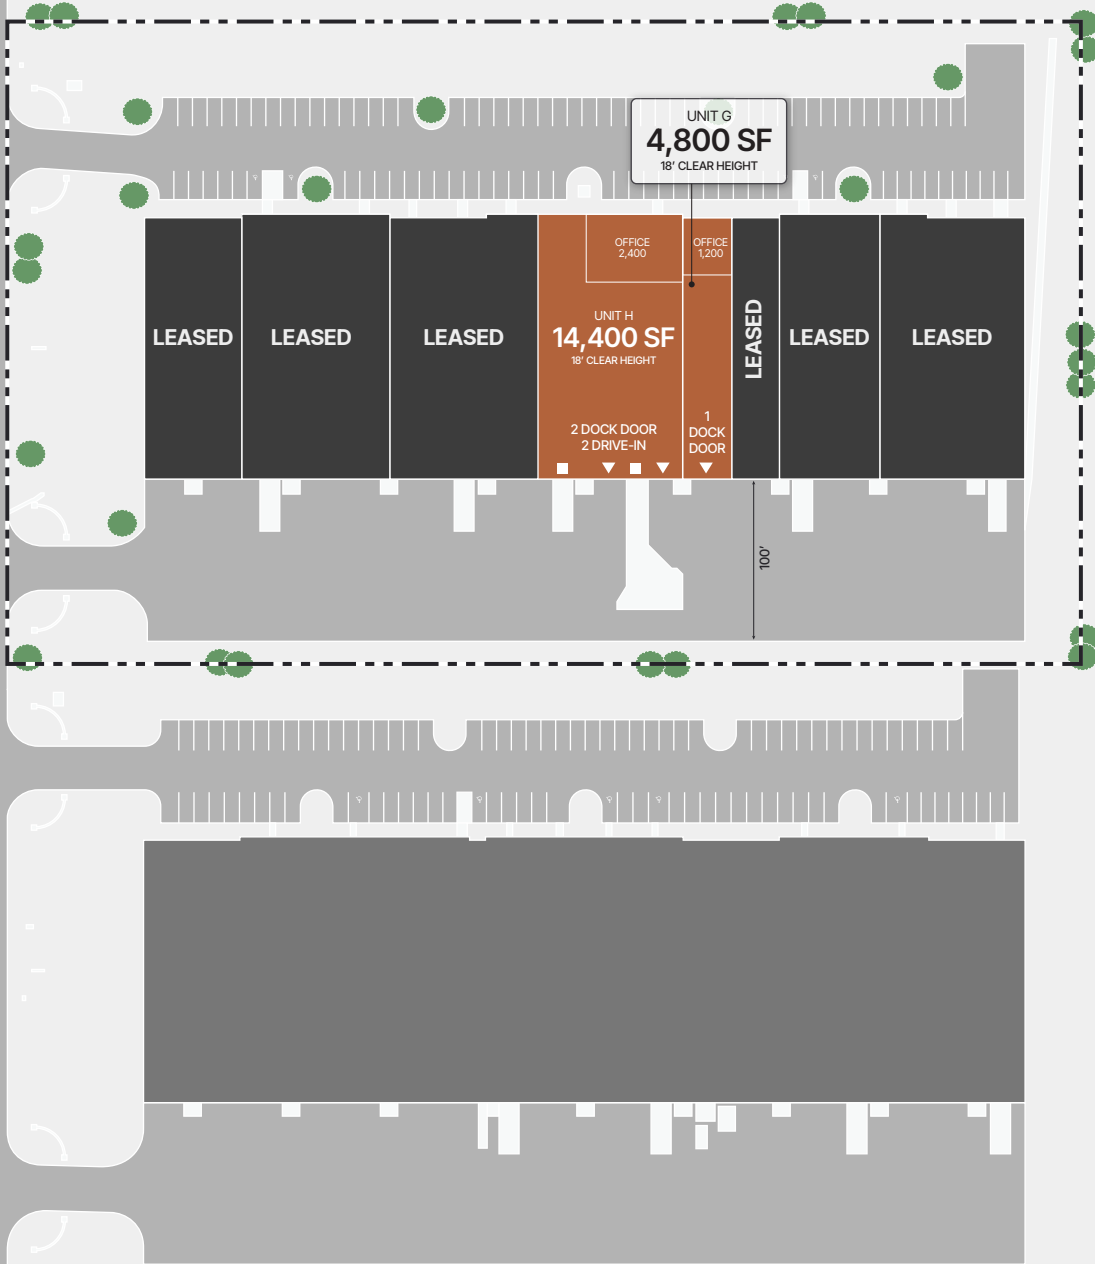 UNIT G
4,800 SF
18' CLEAR HEIGHT
OFFICE
2,400
OFFICE
1,200
LEASED
LEASED
LEASED
UNIT H
14,400 SF
18' CLEAR HEIGHT
2 DOCK DOOR
2 DRIVE-IN
1
DOCK
DOOR
LEASED
LEASED
LEASED
100'